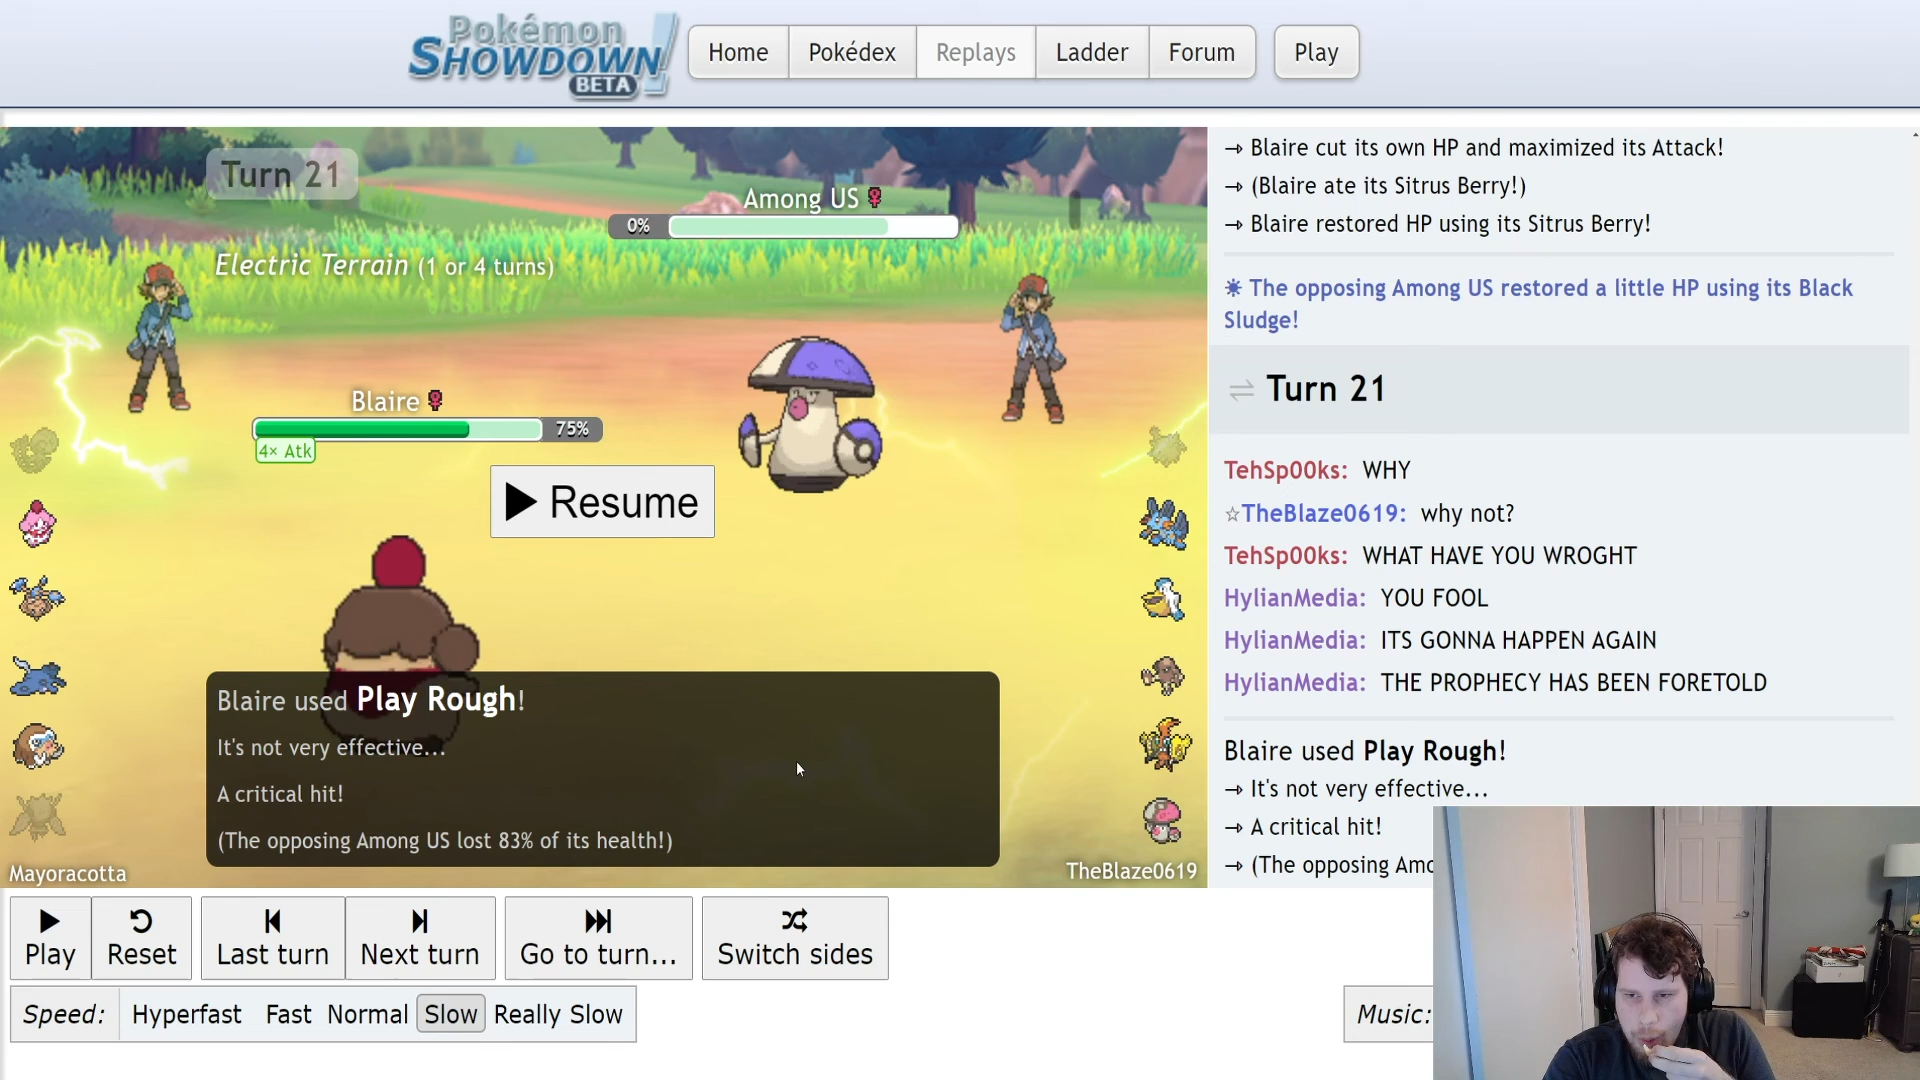 Pokémon
SHOWDOWN!
BETA
Home
Pokédex
Replays
Ladder
Forum
Play
Turn 21
Among US
0%
Electric Terrain (1 or 4 turns)
Blaire
75%
4× Atk
Resume
Blaire used Play Rough!
It's not very effective...
A critical hit!
(The opposing Among US lost 83% of its health!)
Mayoracotta
TheBlaze0619
→ Blaire cut its own HP and maximized its Attack!
→ (Blaire ate its Sitrus Berry!)
→ Blaire restored HP using its Sitrus Berry!
The opposing Among US restored a little HP using its Black
Sludge!
Turn 21
TehSp00ks: WHY
☆TheBlaze0619: why not?
TehSp00ks: WHAT HAVE YOU WROGHT
HylianMedia: YOU FOOL
HylianMedia: ITS GONNA HAPPEN AGAIN
HylianMedia: THE PROPHECY HAS BEEN FORETOLD
Blaire used Play Rough!
→ It's not very effective...
→ A critical hit!
→ (The opposing Amo
Play
Reset
Last turn
Next turn
Go to turn...
Switch sides
Speed: Hyperfast Fast Normal Slow Really Slow
Music: